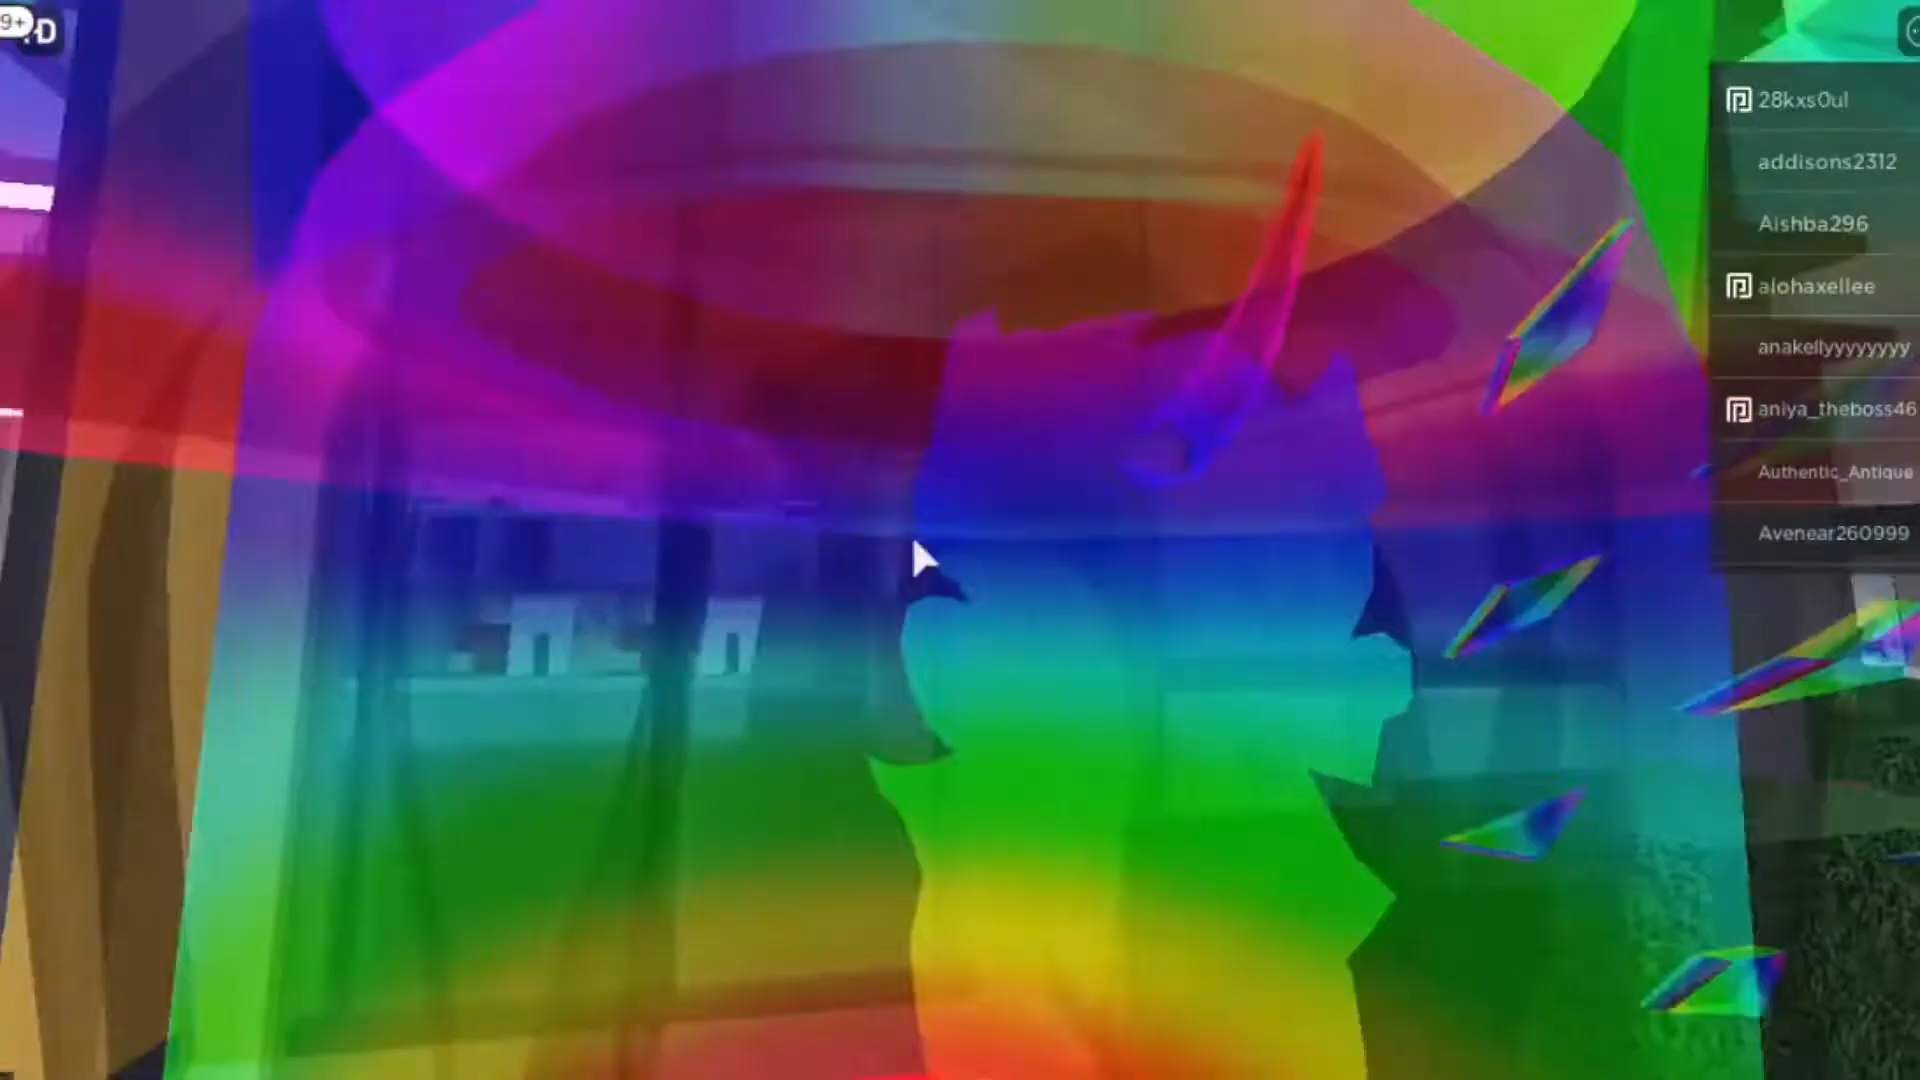 9+
28kxs0ul
addisons2312
Aishba296
alohaxellee
anakellyyyyyyyy
aniya_theboss46
Authentic_Antique
Avenear260999